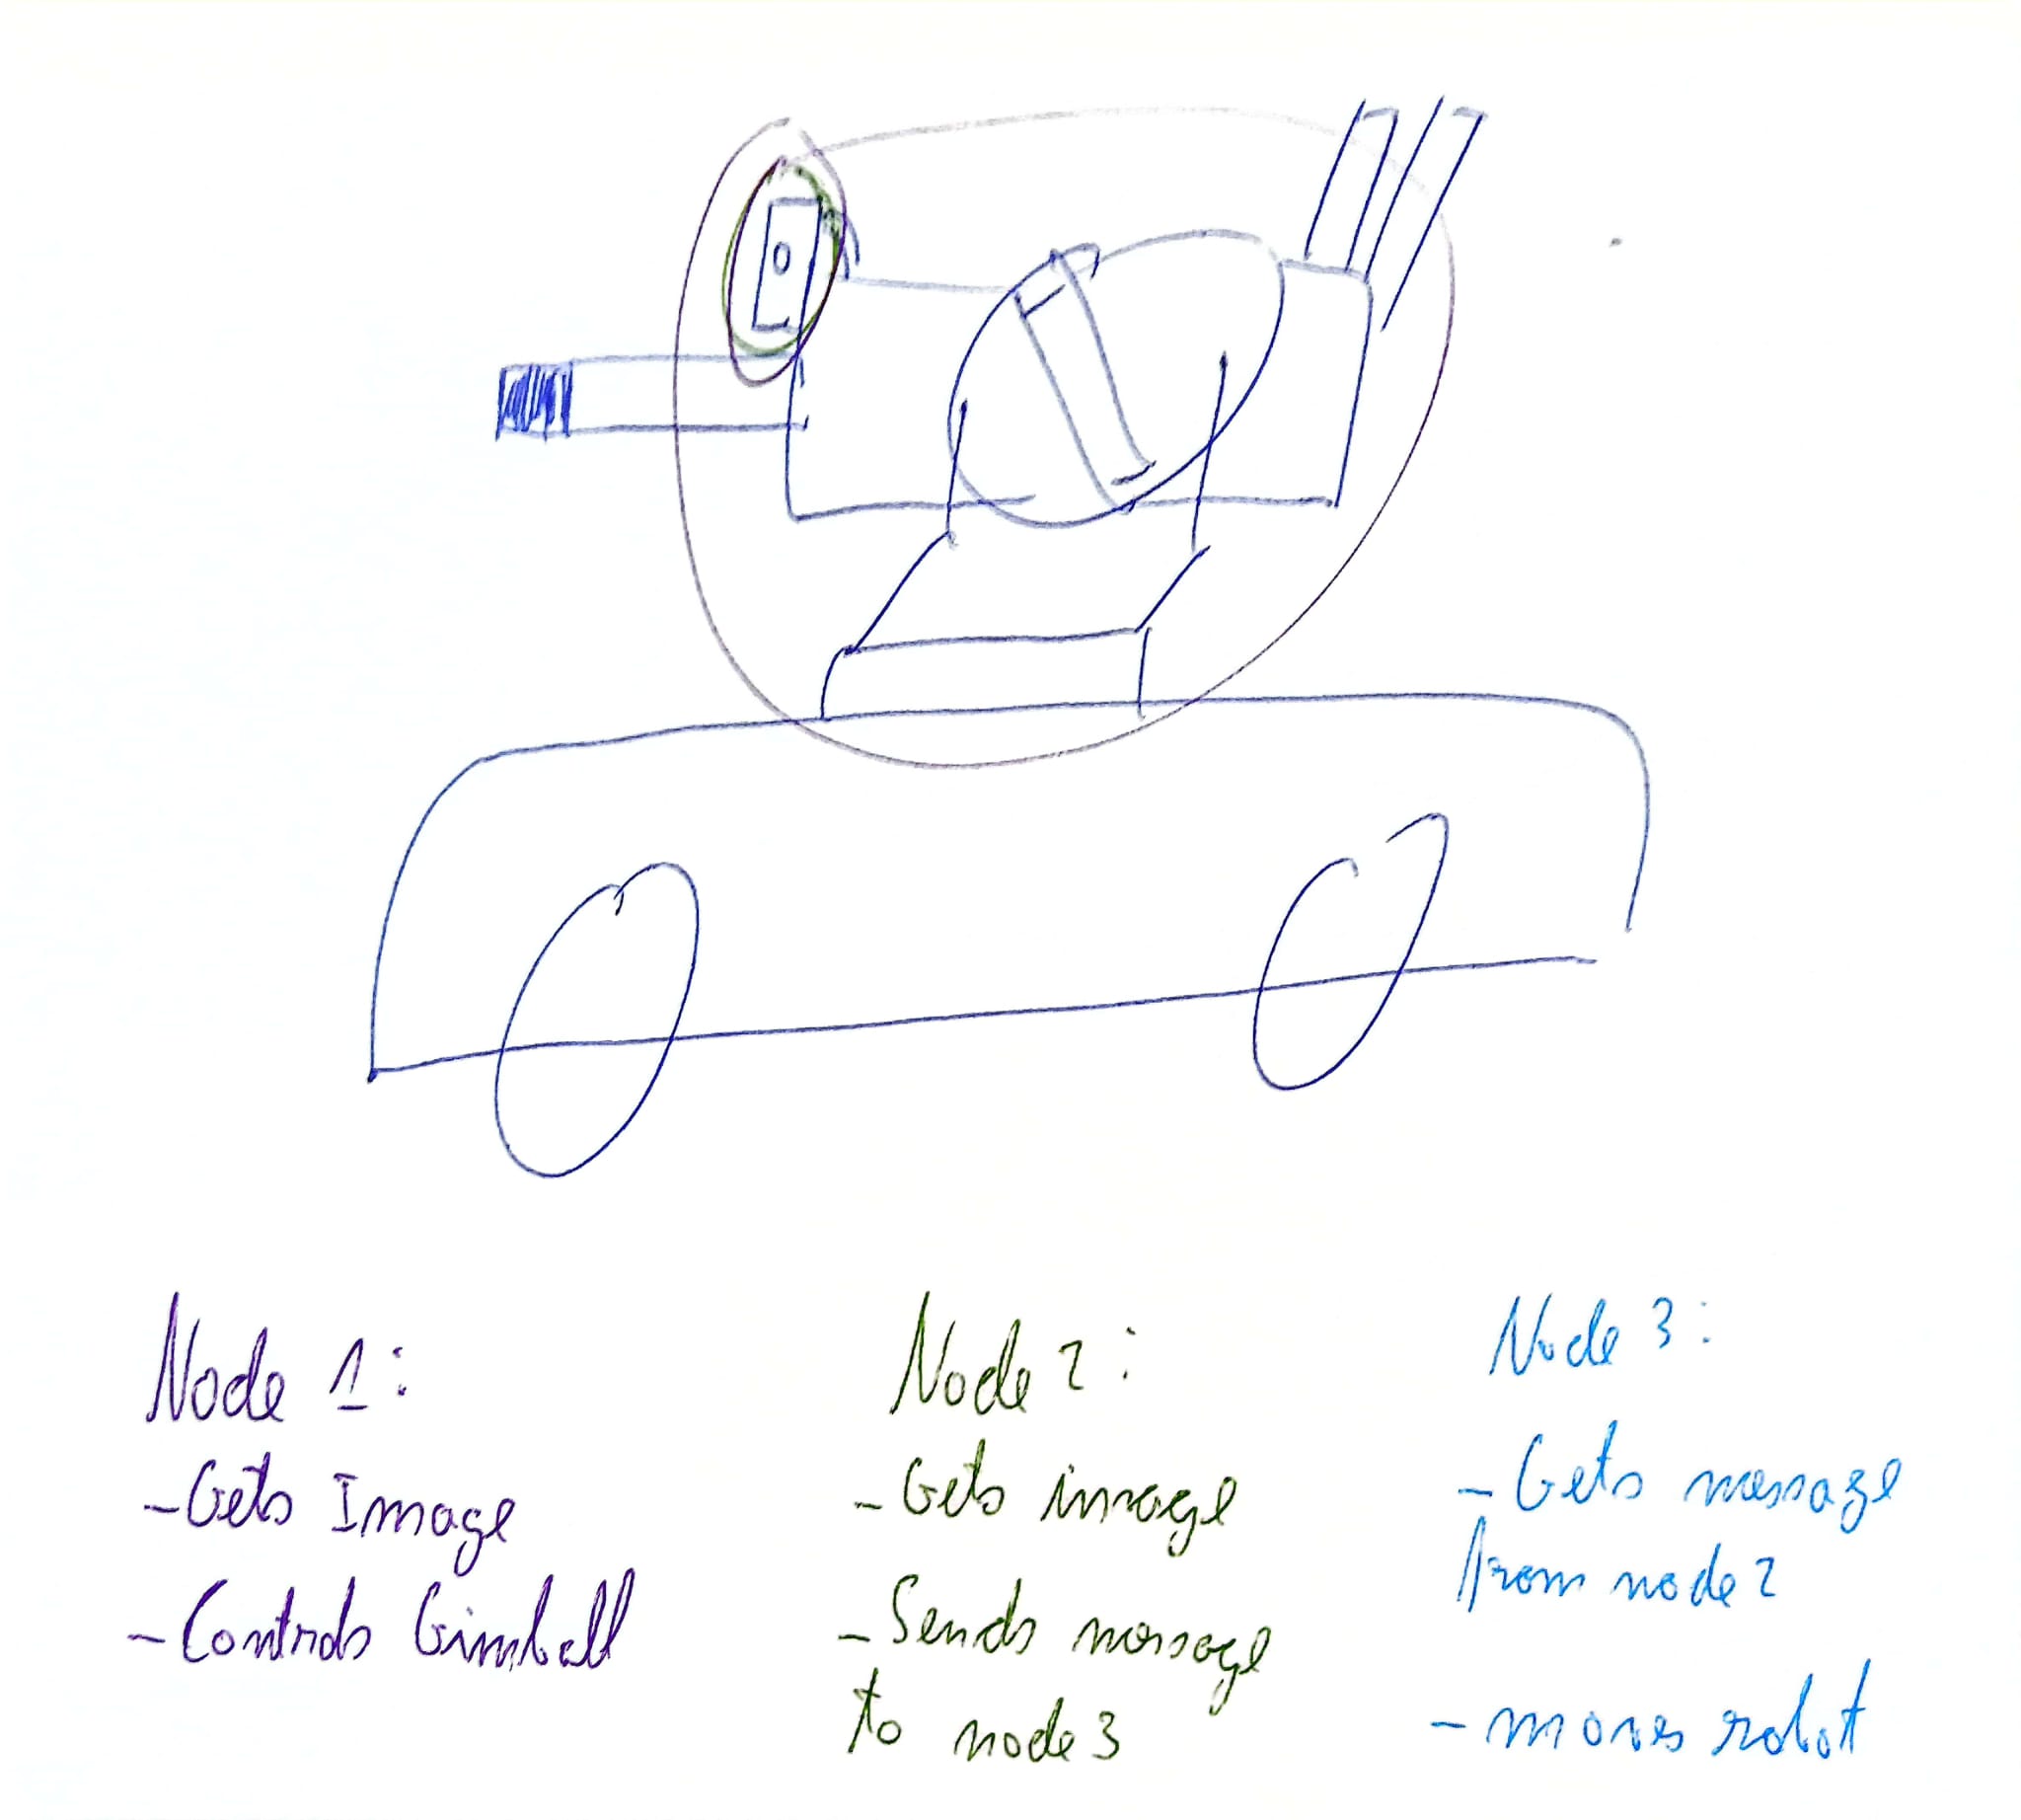 Node 1:
-Gets Image
-Controls Gimball
Node 2:
-Gets image
-Sends message
to node 3
Node 3:
-Gets message
from node 2
-moves robot